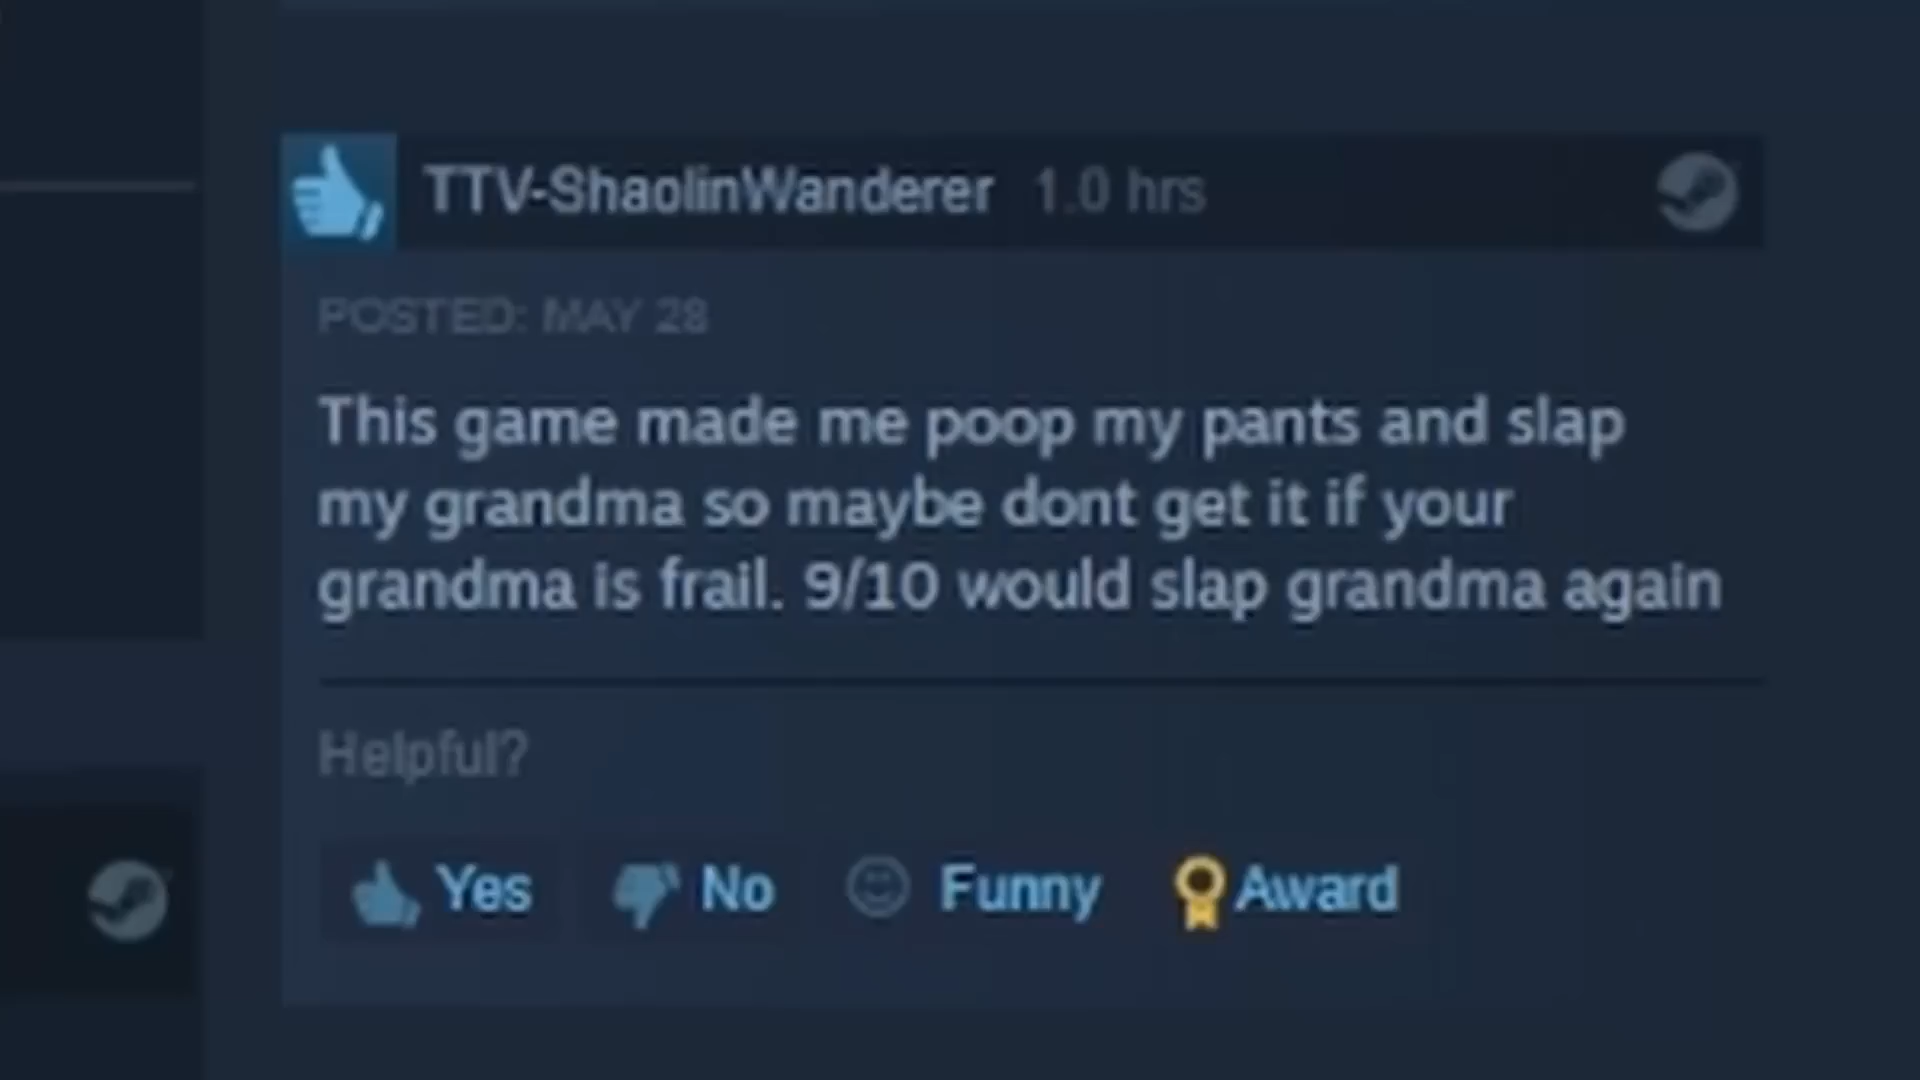 TTV-ShaolinWanderer 1.0 hrs
POSTED: MAY 28
This game made me poop my pants and slap
my grandma so maybe dont get it if your
grandma is frail. 9/10 would slap grandma again
Helpful?
Yes No Funny Award